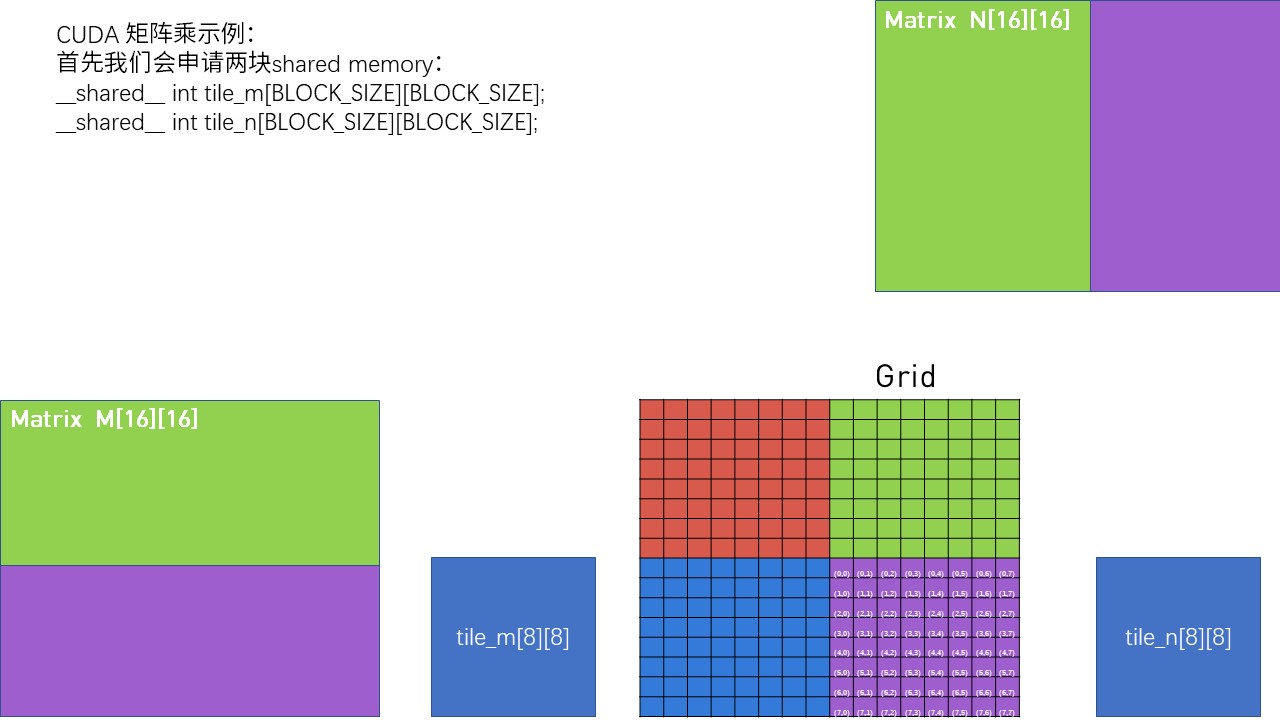 CUDA 矩阵乘示例：
首先我们会申请两块shared memory：
__shared__ int tile_m[BLOCK_SIZE][BLOCK_SIZE];
__shared__ int tile_n[BLOCK_SIZE][BLOCK_SIZE];
Matrix N[16][16]
Grid
Matrix M[16][16]
tile_m[8][8]
(0,0) (0,1) (0,2) (0,3) (0,4) (0,5) (0,6) (0,7)
(1,0) (1,1) (1,2) (1,3) (1,4) (1,5) (1,6) (1,7)
(2,0) (2,1) (2,2) (2,3) (2,4) (2,5) (2,6) (2,7)
(3,0) (3,1) (3,2) (3,3) (3,4) (3,5) (3,6) (3,7)
(4,0) (4,1) (4,2) (4,3) (4,4) (4,5) (4,6) (4,7)
(5,0) (5,1) (5,2) (5,3) (5,4) (5,5) (5,6) (5,7)
(6,0) (6,1) (6,2) (6,3) (6,4) (6,5) (6,6) (6,7)
(7,0) (7,1) (7,2) (7,3) (7,4) (7,5) (7,6) (7,7)
tile_n[8][8]